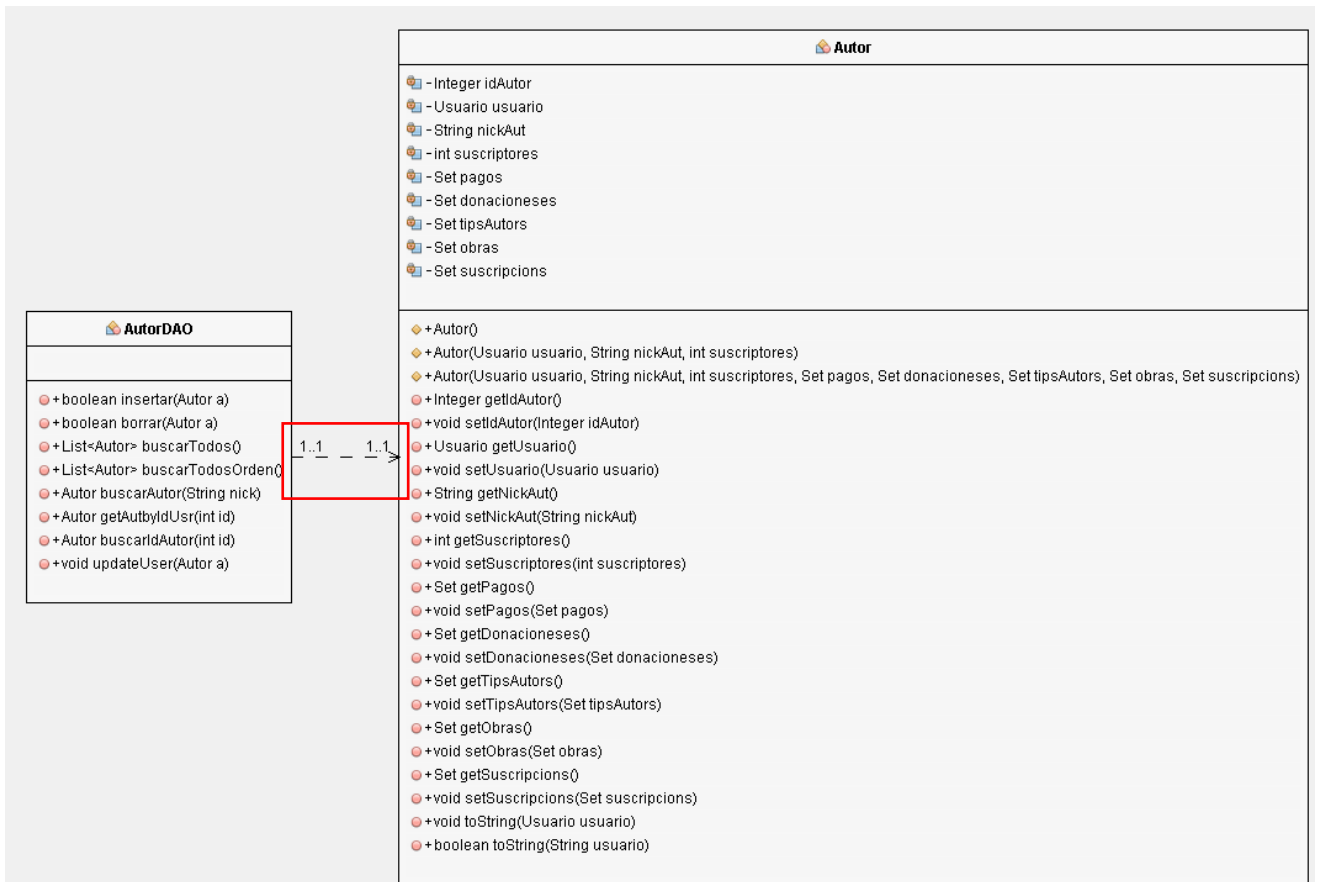 Autor
- Integer idAutor
- Usuario usuario
- String nickAut
- int suscriptores
- Set pagos
- Set donacioneses
- Set tipsAutors
- Set obras
- Set suscripcions
+ Autor()
+ Autor(Usuario usuario, String nickAut, int suscriptores)
+ Autor(Usuario usuario, String nickAut, int suscriptores, Set pagos, Set donacioneses, Set tipsAutors, Set obras, Set suscripcions)
+ Integer getIdAutor()
+ void setIdAutor(Integer idAutor)
+ Usuario getUsuario()
+ void setUsuario(Usuario usuario)
+ String getNickAut()
+ void setNickAut(String nickAut)
+ int getSuscriptores()
+ void setSuscriptores(int suscriptores)
+ Set getPagos()
+ void setPagos(Set pagos)
+ Set getDonacioneses()
+ void setDonacioneses(Set donacioneses)
+ Set getTipsAutors()
+ void setTipsAutors(Set tipsAutors)
+ Set getObras()
+ void setObras(Set obras)
+ Set getSuscripcions()
+ void setSuscripcions(Set suscripcions)
+ void toString(Usuario usuario)
+ boolean toString(String usuario)
AutorDAO
+ boolean insertar(Autor a)
+ boolean borrar(Autor a)
+ List<Autor> buscarTodos()
+ List<Autor> buscarTodosOrden()
+ Autor buscarAutor(String nick)
+ Autor getAutbyIdUsr(int id)
+ Autor buscarIdAutor(int id)
+ void updateUser(Autor a)
1..1 1..1